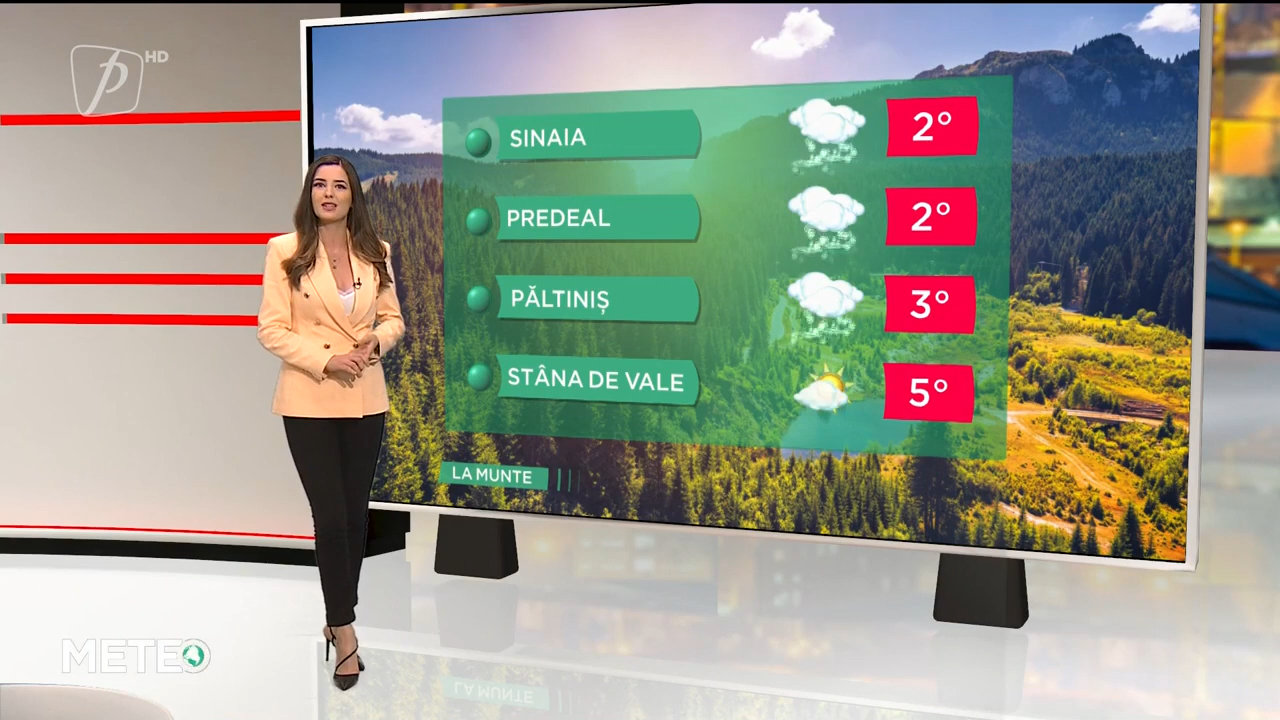 p HD
SINAIA 2°
PREDEAL 2°
PĂLTINIȘ 3°
STÂNA DE VALE 5°
LA MUNTE
METEO